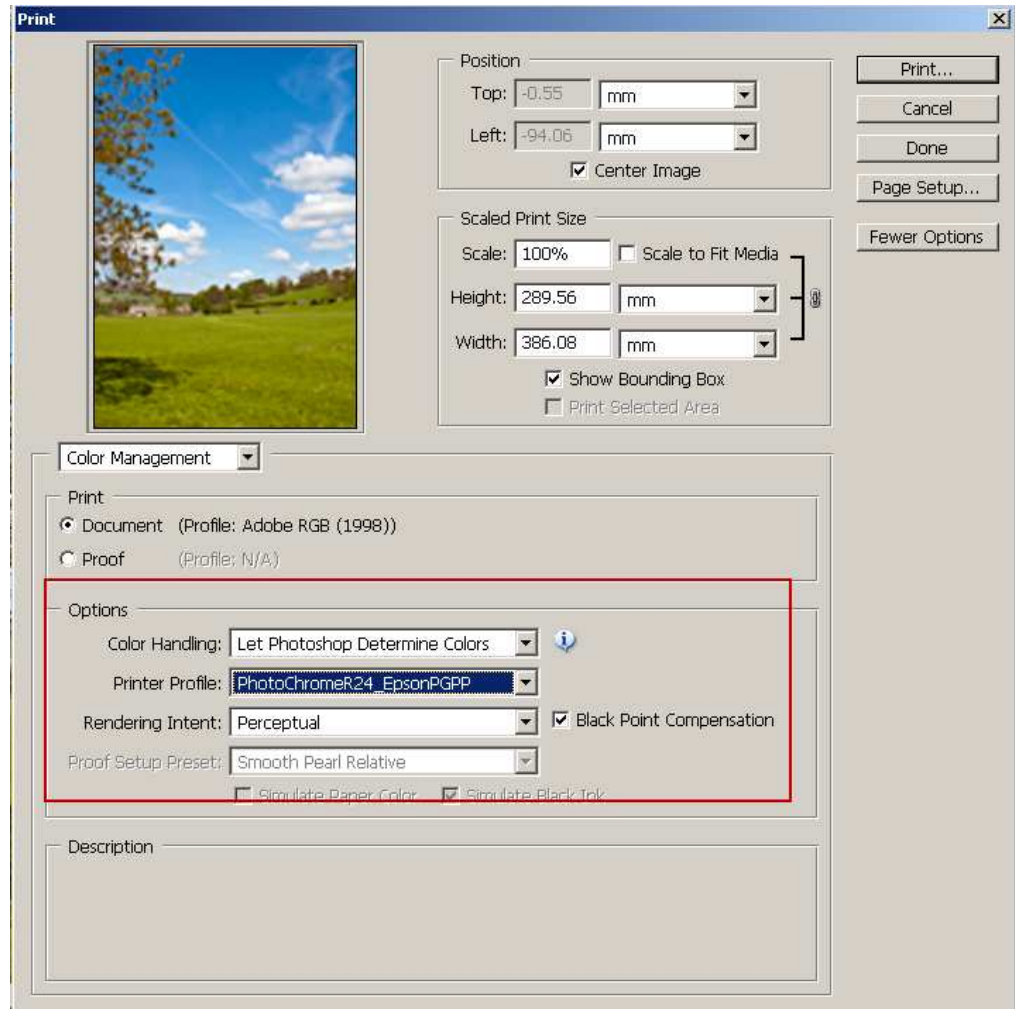 Print
Position
Top: -0.55 mm
Left: -94.06 mm
Center Image
Print...
Cancel
Done
Page Setup...
Fewer Options
Scaled Print Size
Scale: 100% Scale to Fit Media
Height: 289.56 mm
Width: 386.08 mm
Show Bounding Box
Print Selected Area
Color Management
Print
Document (Profile: Adobe RGB (1998))
Proof (Profile: N/A)
Options
Color Handling: Let Photoshop Determine Colors
Printer Profile: PhotoChromeR24_EpsonPGPP
Rendering Intent: Perceptual Black Point Compensation
Proof Setup Preset: Smooth Pearl Relative
Simulate Paper Color Simulate Black Ink
Description